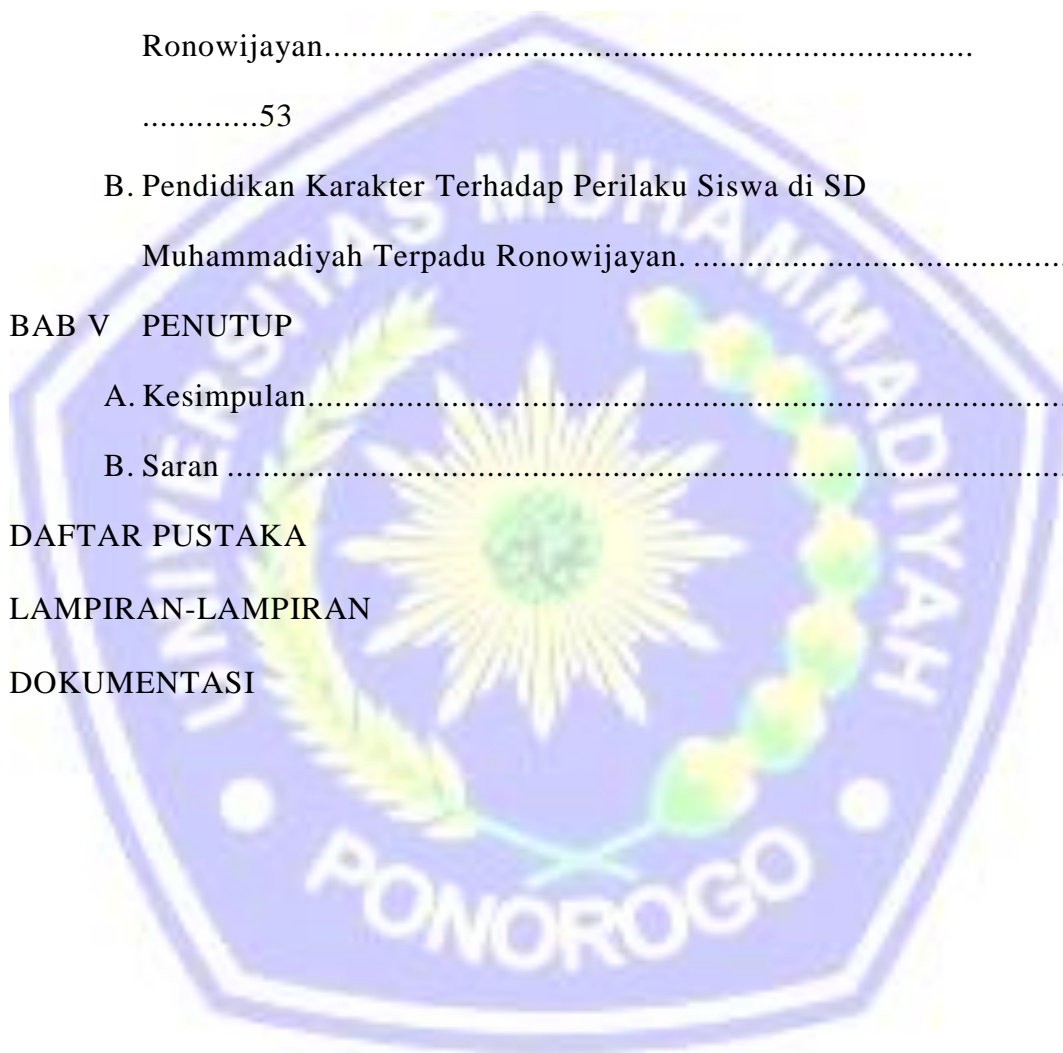 Ronowijayan.......................................................................
.............53
B. Pendidikan Karakter Terhadap Perilaku Siswa di SD
Muhammadiyah Terpadu Ronowijayan. ........................................
BAB V PENUTUP
A. Kesimpulan...................................................................................
B. Saran ............................................................................................
DAFTAR PUSTAKA
LAMPIRAN-LAMPIRAN
DOKUMENTASI
UNIVERSITAS MUHAMMADIYAH
PONOROGO